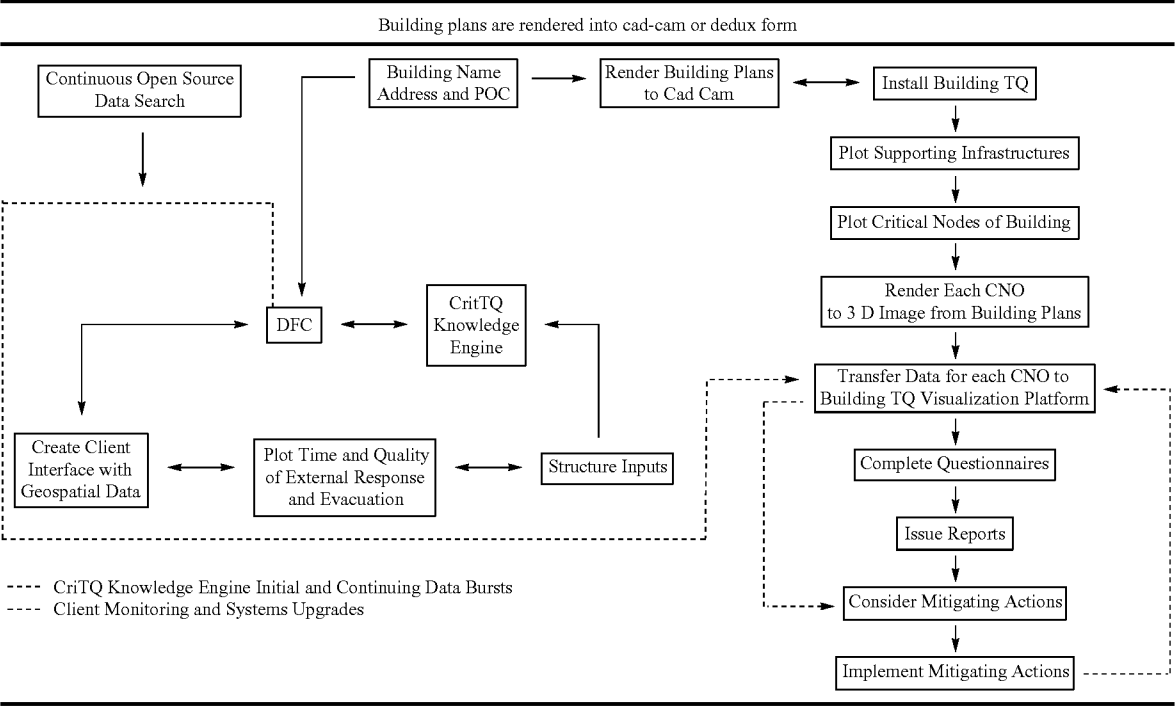 Building plans are rendered into cad-cam or dedux form
Continuous Open Source
Data Search
Building Name
Address and POC
Render Building Plans
to Cad Cam
Install Building TQ
Plot Supporting Infrastructures
Plot Critical Nodes of Building
Render Each CNO
to 3 D Image from Building Plans
DFC
CritTQ
Knowledge
Engine
Transfer Data for each CNO to
Building TQ Visualization Platform
Create Client
Interface with
Geospatial Data
Plot Time and Quality
of External Response
and Evacuation
Structure Inputs
Complete Questionnaires
Issue Reports
CriTQ Knowledge Engine Initial and Continuing Data Bursts
Client Monitoring and Systems Upgrades
Consider Mitigating Actions
Implement Mitigating Actions